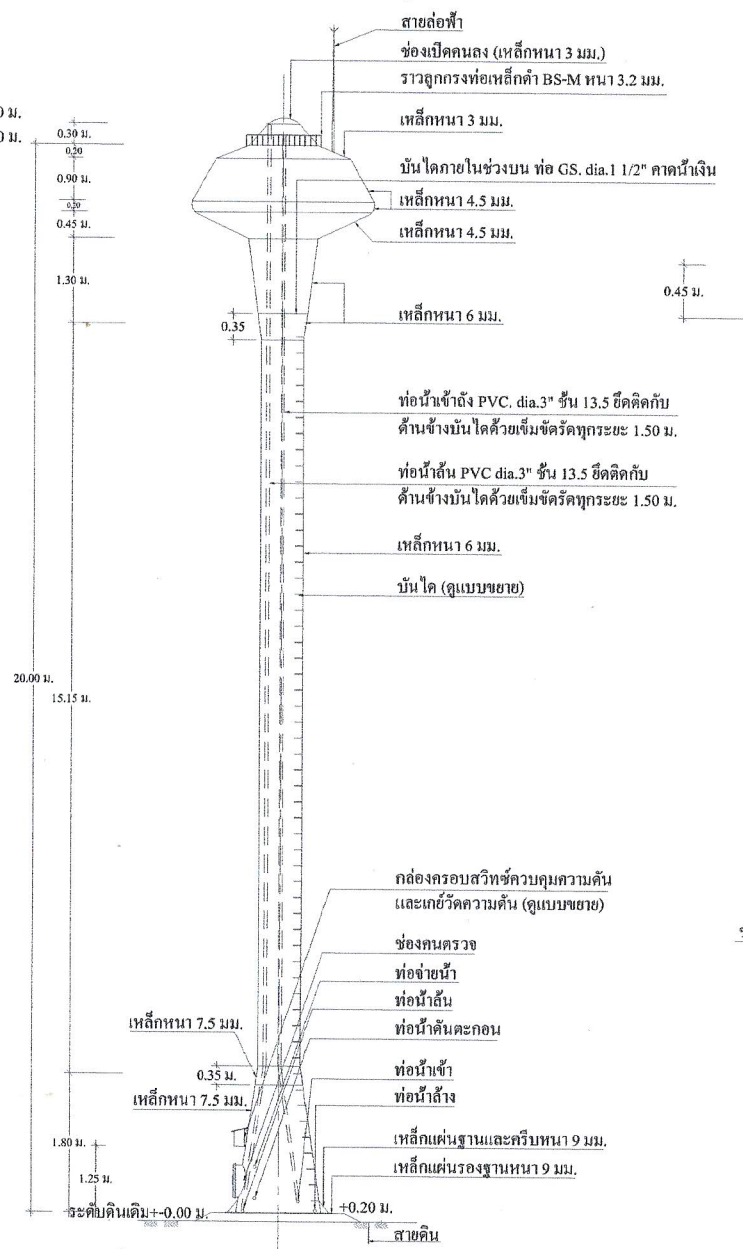 สายล่อฟ้า
ช่องเปิดคนลง (เหล็กหนา 3 มม.)
ราวลูกกรงท่อเหล็กดำ BS-M หนา 3.2 มม.
0 ม.
0 ม.
0.30 ม.
0.20
เหล็กหนา 3 มม.
0.90
บันไดภายในช่วงบน ท่อ GS. dia.1 1/2" คาดน้ำเงิน
0.20
เหล็กหนา 4.5 มม.
0.45
เหล็กหนา 4.5 มม.
1.30 ม.
0.45 ม.
0.35
เหล็กหนา 6 มม.
ท่อน้ำเข้าถัง PVC. dia.3" ชั้น 13.5 ยึดติดกับ
ด้านข้างบันไดด้วยเข็มขัดรัดทุกระยะ 1.50 ม.
ท่อน้ำล้น PVC dia.3" ชั้น 13.5 ยึดติดกับ
ด้านข้างบันไดด้วยเข็มขัดรัดทุกระยะ 1.50 ม.
เหล็กหนา 6 มม.
บันได (ดูแบบขยาย)
20.00 ม.
15.15 ม.
กล่องครอบสวิทซ์ควบคุมความดัน
และเกย์วัดความดัน (ดูแบบขยาย)
ช่องคนตรวจ
ท่อจ่ายน้ำ
ท่อน้ำล้น
เหล็กหนา 7.5 มม.
ท่อน้ำดันตะกอน
0.35 ม.
ท่อน้ำเข้า
เหล็กหนา 7.5 มม.
ท่อน้ำล้าง
1.80 ม.
เหล็กแผ่นฐานและครีบหนา 9 มม.
1.25 ม.
เหล็กแผ่นรองฐานหนา 9 มม.
ระดับดินเดิม+-0.00 ม.
+0.20 ม.
สายดิน